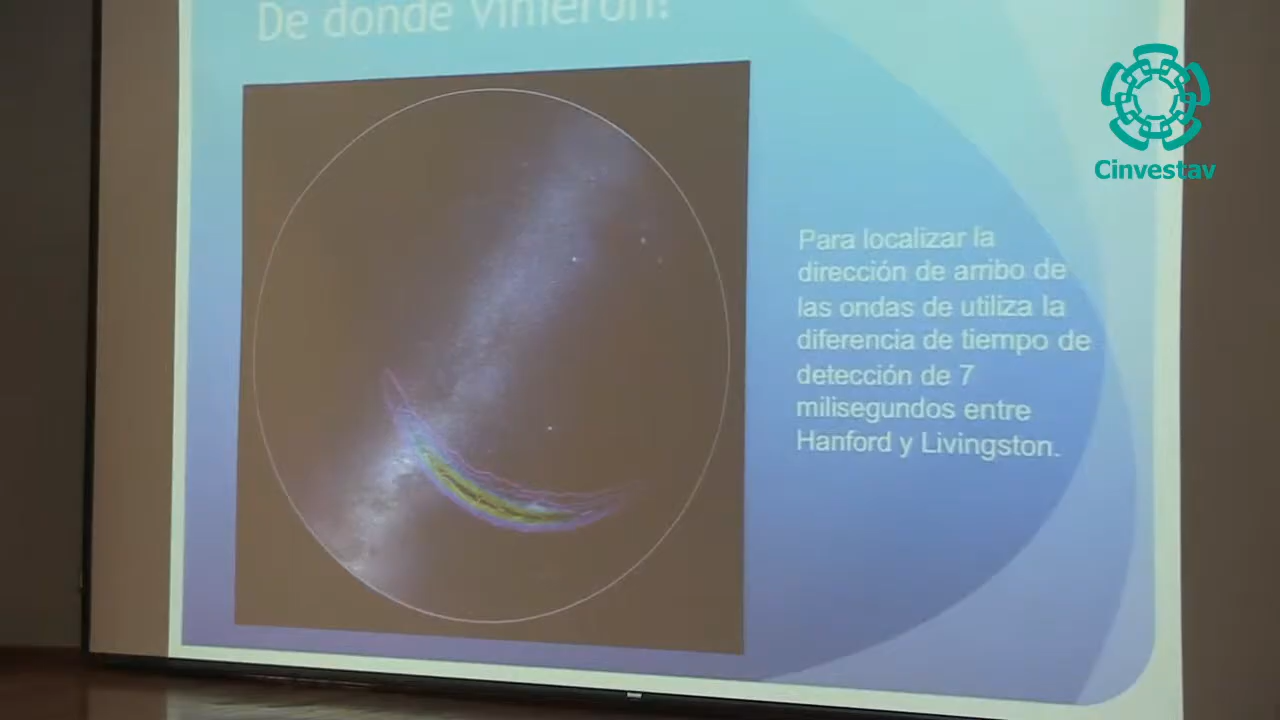 De donde vinieron?
Cinvestav
Para localizar la
dirección de arribo de
las ondas de utiliza la
diferencia de tiempo de
detección de 7
milisegundos entre
Hanford y Livingston.